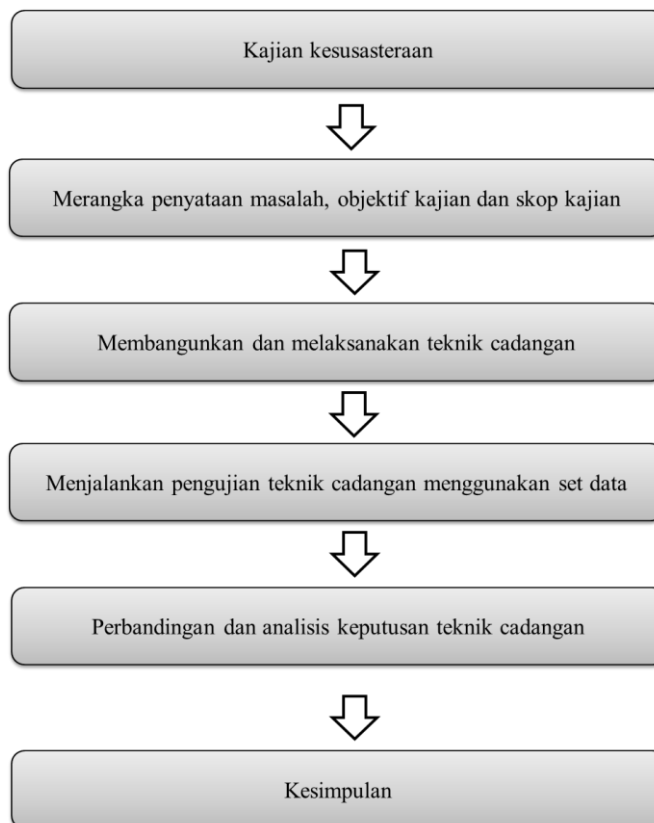 Kajian kesusasteraan
Merangka penyataan masalah, objektif kajian dan skop kajian
Membangunkan dan melaksanakan teknik cadangan
Menjalankan pengujian teknik cadangan menggunakan set data
Perbandingan dan analisis keputusan teknik cadangan
Kesimpulan